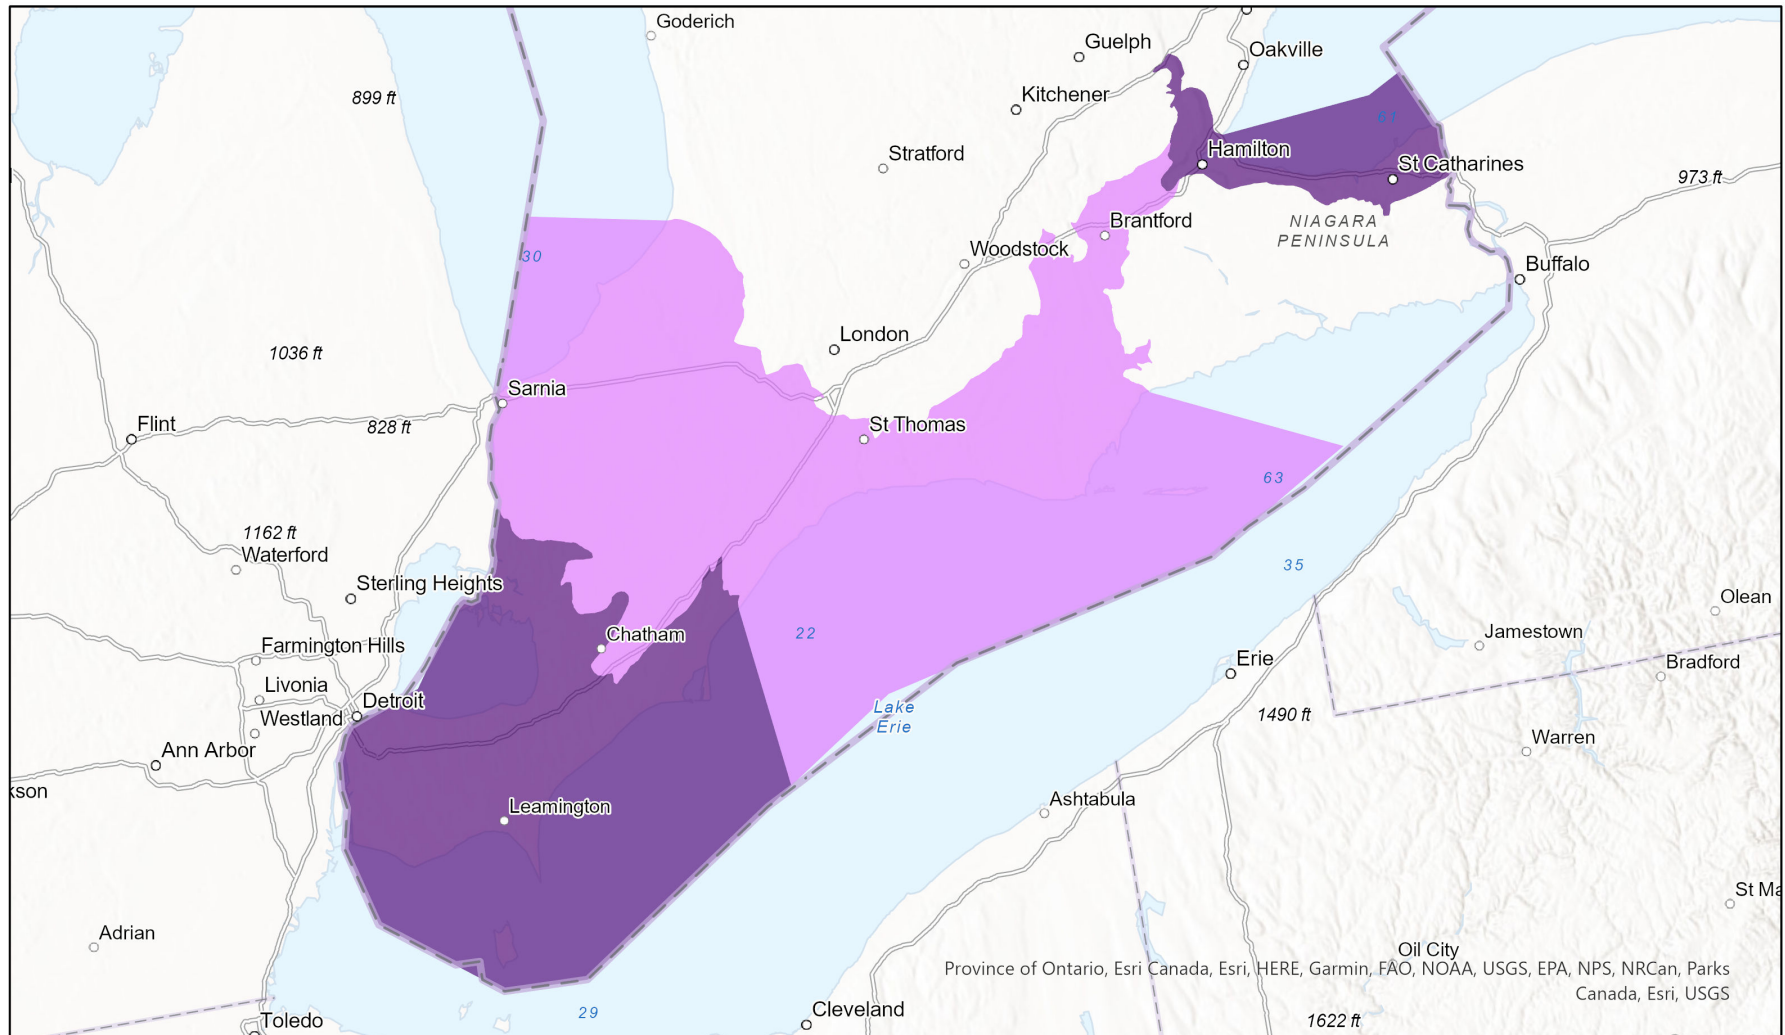 Goderich
Guelph
Oakville
899 ft
Kitchener
61
Hamilton
Stratford
St Catharines
973 ft
NIAGARA
PENINSULA
Brantford
Woodstock
30
Buffalo
London
1036 ft
Sarnia
Flint
828 ft
St Thomas
63
1162 ft
Waterford
35
Sterling Heights
Olean
22
Chatham
Jamestown
Farmington Hills
Erie
Bradford
Livonia
Detroit
Lake
Erie
1490 ft
Westland
Warren
Ann Arbor
kson
Leamington
Ashtabula
St Ma
Adrian
Oil City
Province of Ontario, Esri Canada, Esri, HERE, Garmin, FAO, NOAA, USGS, EPA, NPS, NRCan, Parks
Canada, Esri, USGS
29
Cleveland
Toledo
1622 ft